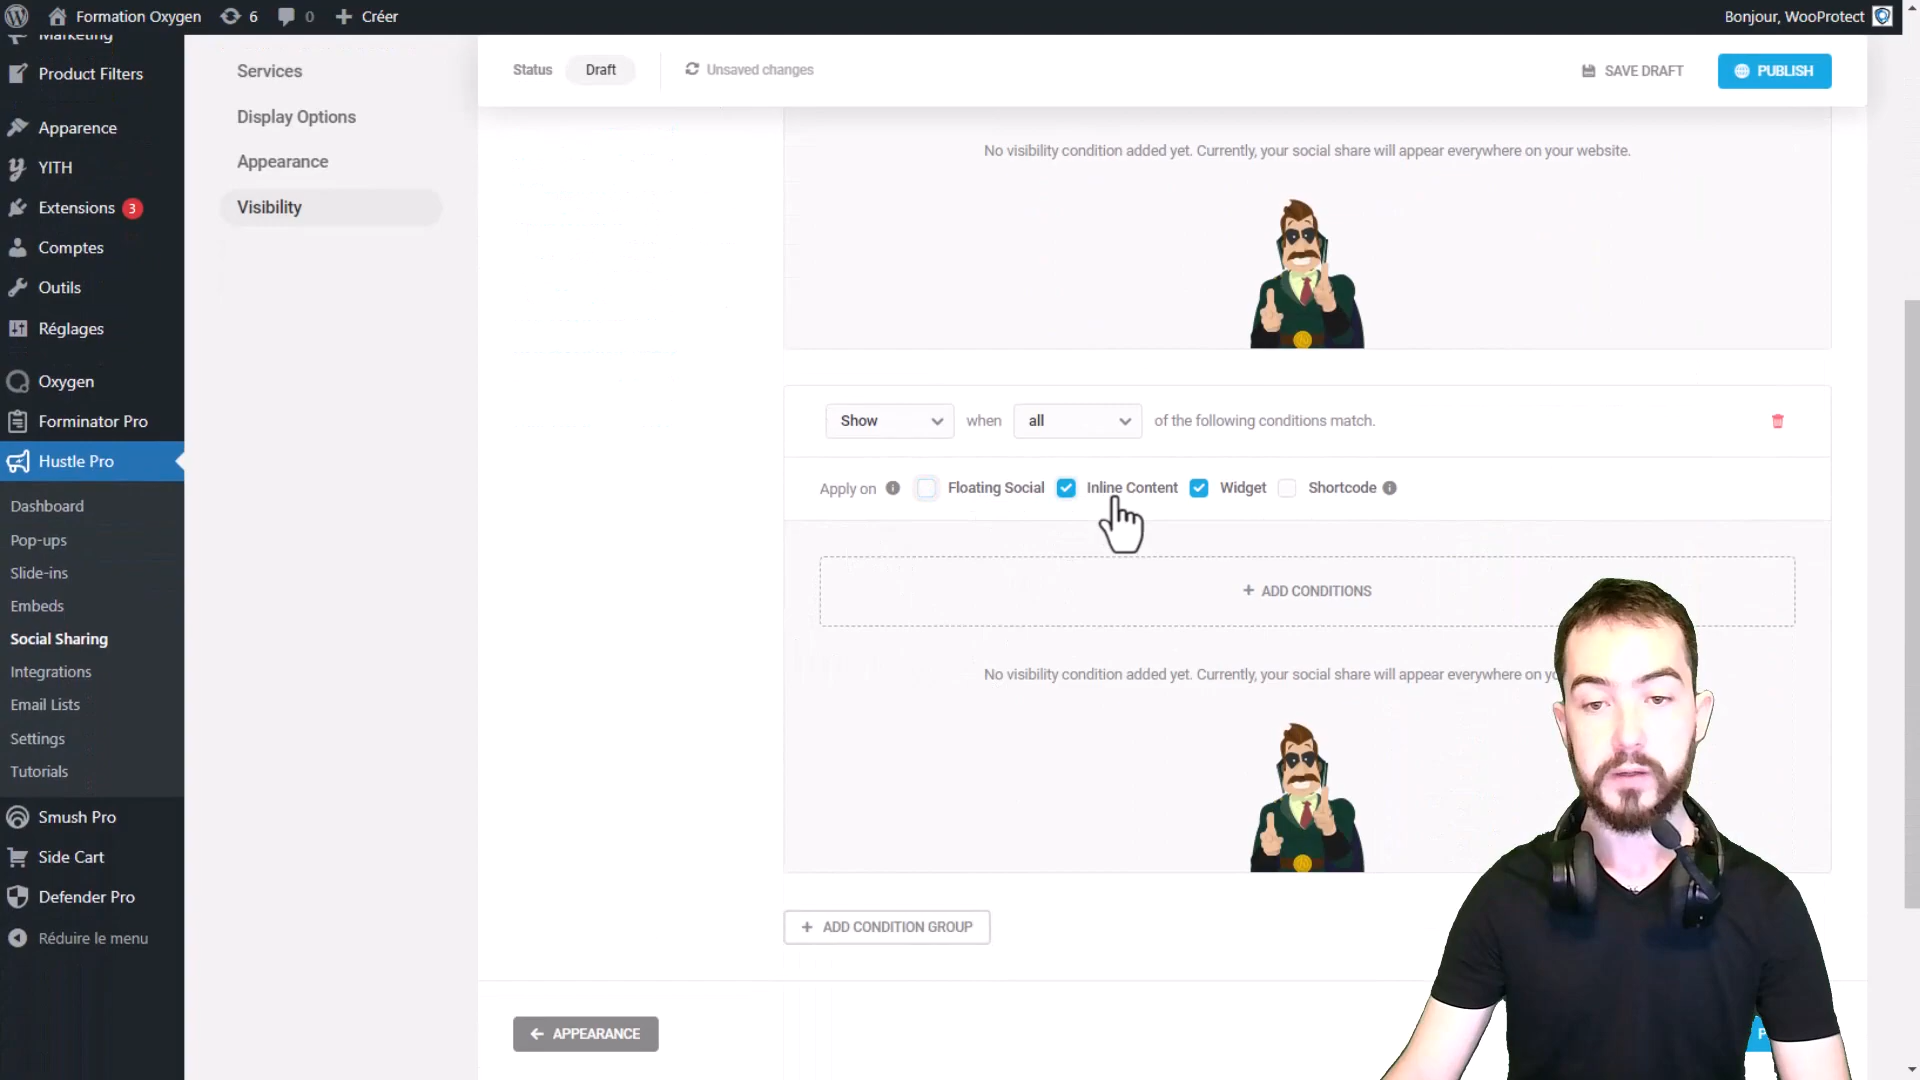 Formation Oxygen 6 0 Créer
Bonjour, WooProtect
Marketing
Product Filters
Apparence
YITH
Extensions 3
Comptes
Outils
Réglages
Oxygen
Forminator Pro
Hustle Pro
Dashboard
Pop-ups
Slide-ins
Embeds
Social Sharing
Integrations
Email Lists
Settings
Tutorials
Smush Pro
Side Cart
Defender Pro
Réduire le menu
Services
Display Options
Appearance
Visibility
Status Draft Unsaved changes SAVE DRAFT PUBLISH
No visibility condition added yet. Currently, your social share will appear everywhere on your website.
Show when all of the following conditions match.
Apply on Floating Social Inline Content Widget Shortcode
+ ADD CONDITIONS
No visibility condition added yet. Currently, your social share will appear everywhere on
+ ADD CONDITION GROUP
← APPEARANCE